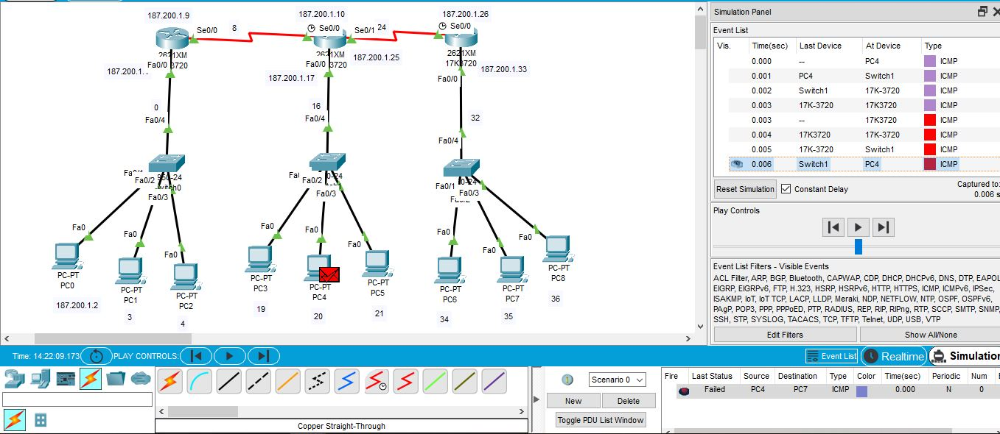 187.200.1.9
187.200.1.10
187.200.1.26
Se0/0
8
Se0/0
Se0/1
24
Se0/0
2621XM
3720
Fa0/0
187.200.1.
187.200.1.25
2621XM
3720
Fa0/0
187.200.1.17
2621XM
17K3720
Fa0/0
187.200.1.33
0
Fa0/4
16
Fa0/4
32
Fa0/4
Fa0/2
Fa0/3
Fa0/2
0-24
Fa0/3
Fa0/1
Fa0/3
Fa0
Fa0
Fa0
Fa0
Fa0
Fa0
Fa0
Fa0
Fa0
PC-PT
PC0
PC-PT
PC1
PC-PT
PC2
PC-PT
PC3
PC-PT
PC4
PC-PT
PC5
PC-PT
PC6
PC-PT
PC7
PC-PT
PC8
187.200.1.2
3
4
19
20
21
34
35
36
Simulation Panel
Event List
Vis. Time(sec) Last Device At Device Type
0.000 -- PC4 ICMP
0.001 PC4 Switch1 ICMP
0.002 Switch1 17K-3720 ICMP
0.003 17K-3720 17K3720 ICMP
0.003 -- 17K3720 ICMP
0.004 17K3720 17K-3720 ICMP
0.005 17K-3720 Switch1 ICMP
0.006 Switch1 PC4 ICMP
Reset Simulation Constant Delay
Captured to:
0.006 s
Play Controls
Event List Filters - Visible Events
ACL Filter, ARP, BGP, Bluetooth, CAPWAP, CDP, DHCP, DHCPv6, DNS, DTP, EAPOL
EIGRP, EIGRPv6, FTP, H.323, HSRP, HSRPv6, HTTP, HTTPS, ICMP, ICMPv6, IPSec,
ISAKMP, IoT, IoT TCP, LACP, LLDP, Meraki, NDP, NETFLOW, NTP, OSPF, OSPFv6,
PAgP, POP3, PPP, PPPoED, PTP, RADIUS, REP, RIP, RIPng, RTP, SCCP, SMTP, SNMP,
SSH, STP, SYSLOG, TACACS, TCP, TFTP, Telnet, UDP, USB, VTP
Edit Filters Show All/None
Time: 14:22:09.173 PLAY CONTROLS:
Event List Realtime Simulation
Copper Straight-Through
Scenario 0
New Delete
Toggle PDU List Window
Fire Last Status Source Destination Type Color Time(sec) Periodic Num
Failed PC4 PC7 ICMP 0.000 N 0